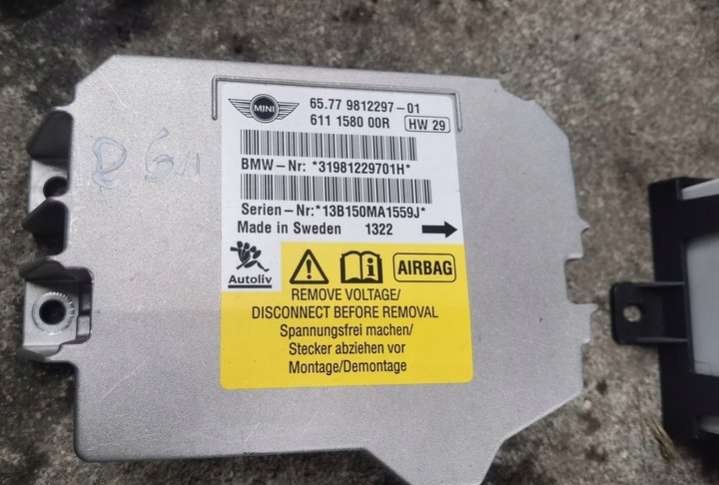 MINI
65.77 9812297-01
611 1580 00R HW 29
BMW-Nr: *31981229701H*
Serien-Nr:*13B150MA1559J*
Made in Sweden 1322
Autoliv
AIRBAG
REMOVE VOLTAGE/
DISCONNECT BEFORE REMOVAL
Spannungsfrei machen/
Stecker abziehen vor
Montage/Demontage